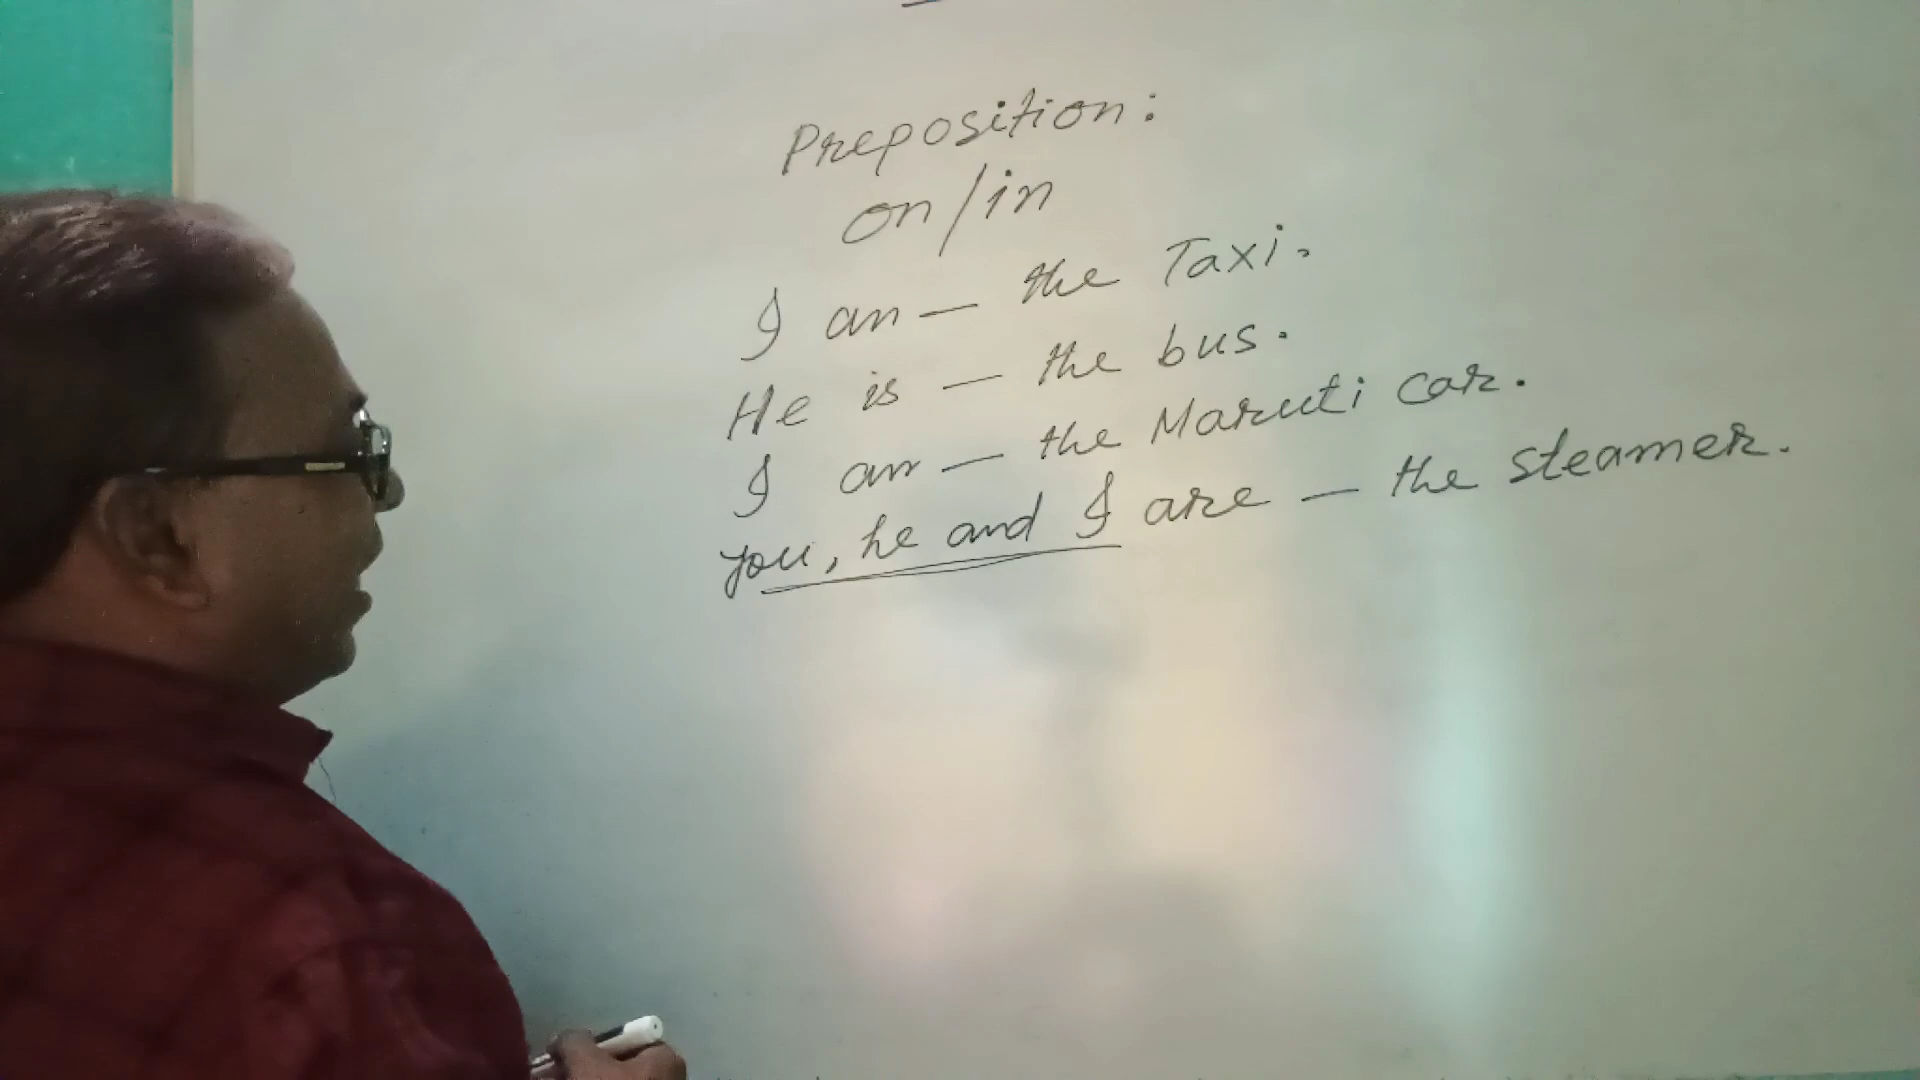 Preposition:
on/in
I am — the Taxi.
He is — the bus.
I am — the Maruti car.
You, he and I are — the steamer.